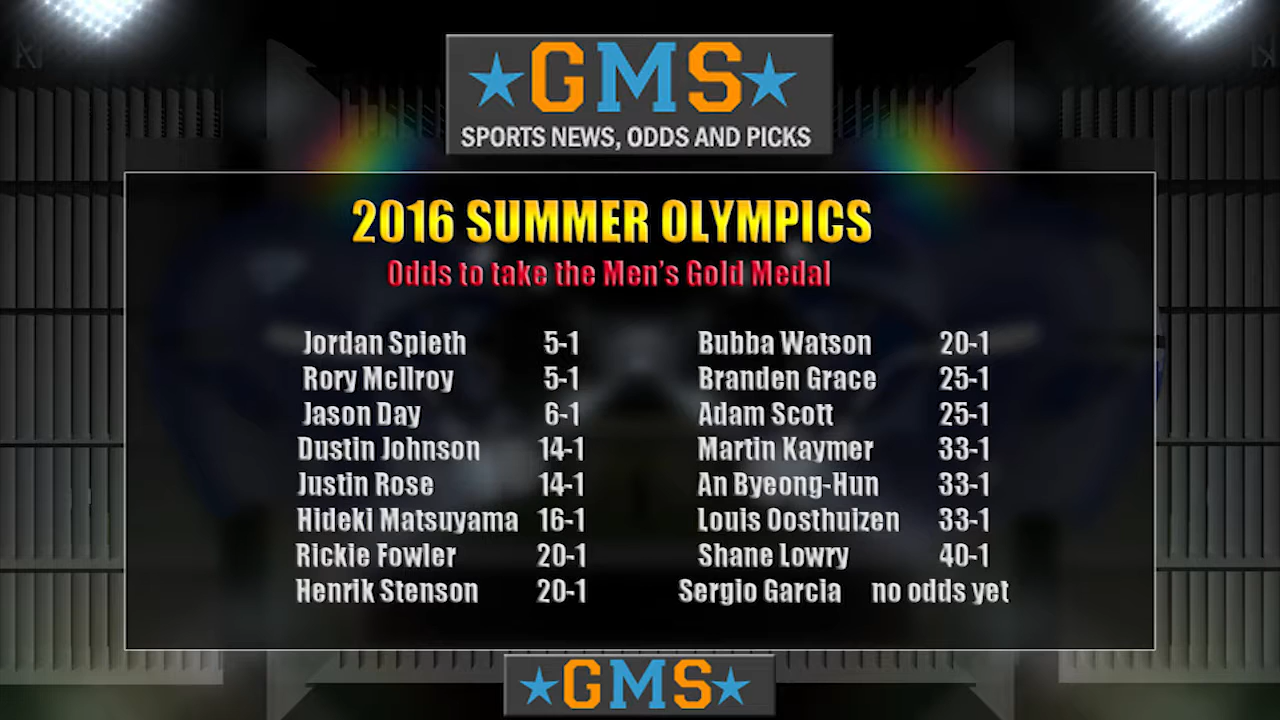 GMS
SPORTS NEWS, ODDS AND PICKS
2016 SUMMER OLYMPICS
Odds to take the Men's Gold Medal
Jordan Spieth 5-1 Bubba Watson 20-1
Rory McIlroy 5-1 Branden Grace 25-1
Jason Day 6-1 Adam Scott 25-1
Dustin Johnson 14-1 Martin Kaymer 33-1
Justin Rose 14-1 An Byeong-Hun 33-1
Hideki Matsuyama 16-1 Louis Oosthuizen 33-1
Rickie Fowler 20-1 Shane Lowry 40-1
Henrik Stenson 20-1 Sergio Garcia no odds yet
GMS